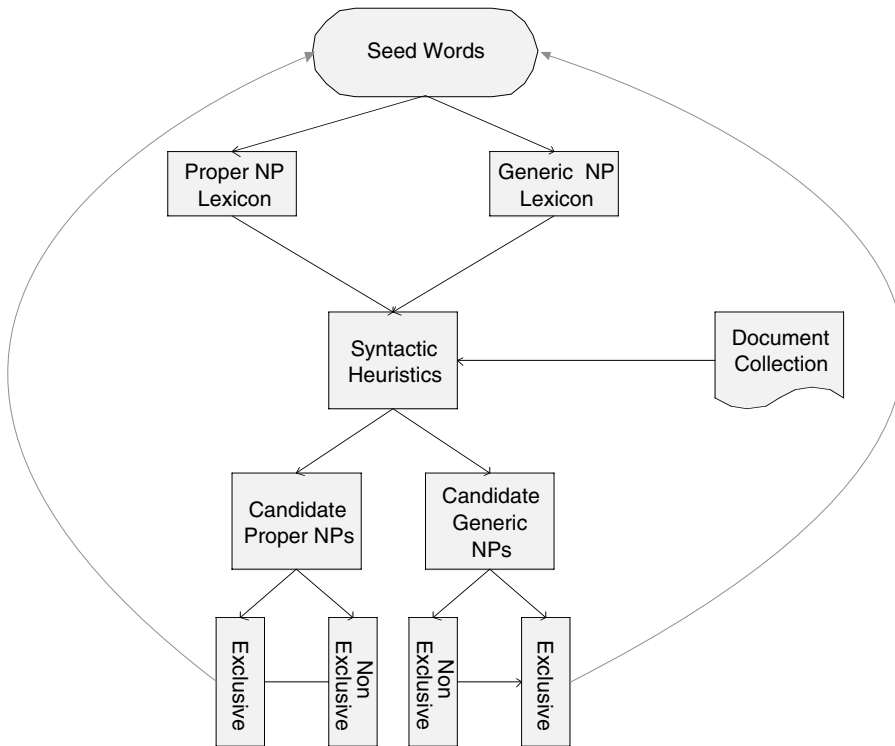 Seed Words
Proper NP
Lexicon
Generic NP
Lexicon
Syntactic
Heuristics
Document
Collection
Candidate
Proper NPs
Candidate
Generic
NPs
Exclusive
Non
Exclusive
Non
Exclusive
Exclusive